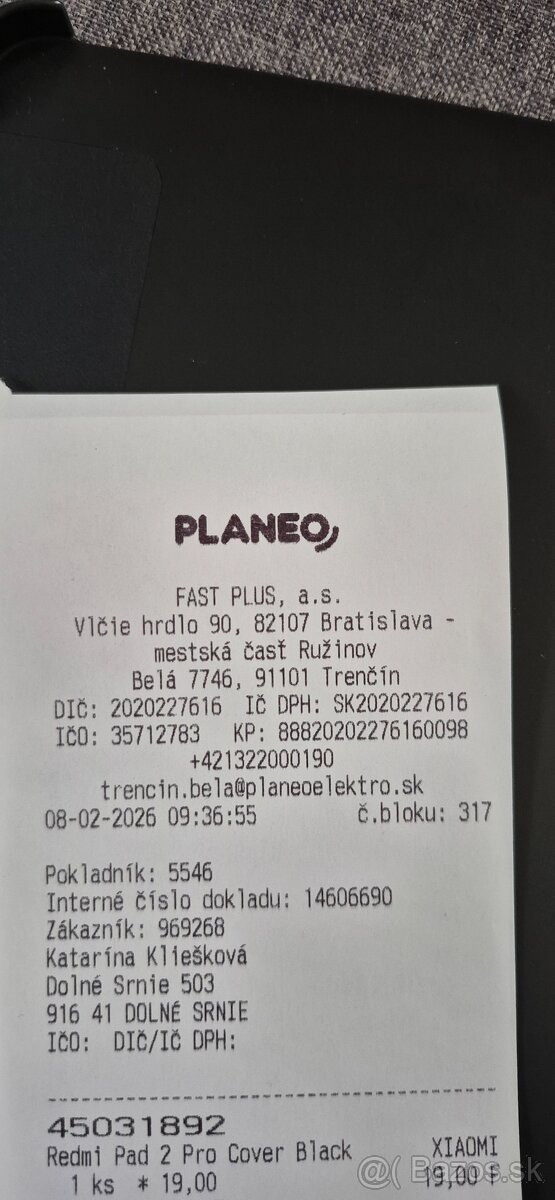 PLANEO
FAST PLUS, a.s.
Vlčie hrdlo 90, 82107 Bratislava -
mestská časť Ružinov
Belá 7746, 91101 Trenčín
DIČ: 2020227616 IČ DPH: SK2020227616
IČO: 35712783 KP: 88820202276160098
+421322000190
trencin.bela@planeoelektro.sk
08-02-2026 09:36:55 č.bloku: 317
Pokladník: 5546
Interné číslo dokladu: 14606690
Zákazník: 969268
Katarína Kliešková
Dolné Srnie 503
916 41 DOLNÉ SRNIE
IČO: DIČ/IČ DPH:
45031892
Redmi Pad 2 Pro Cover Black XIAOMI
1 ks * 19,00 19,00 F
Bazos.sk